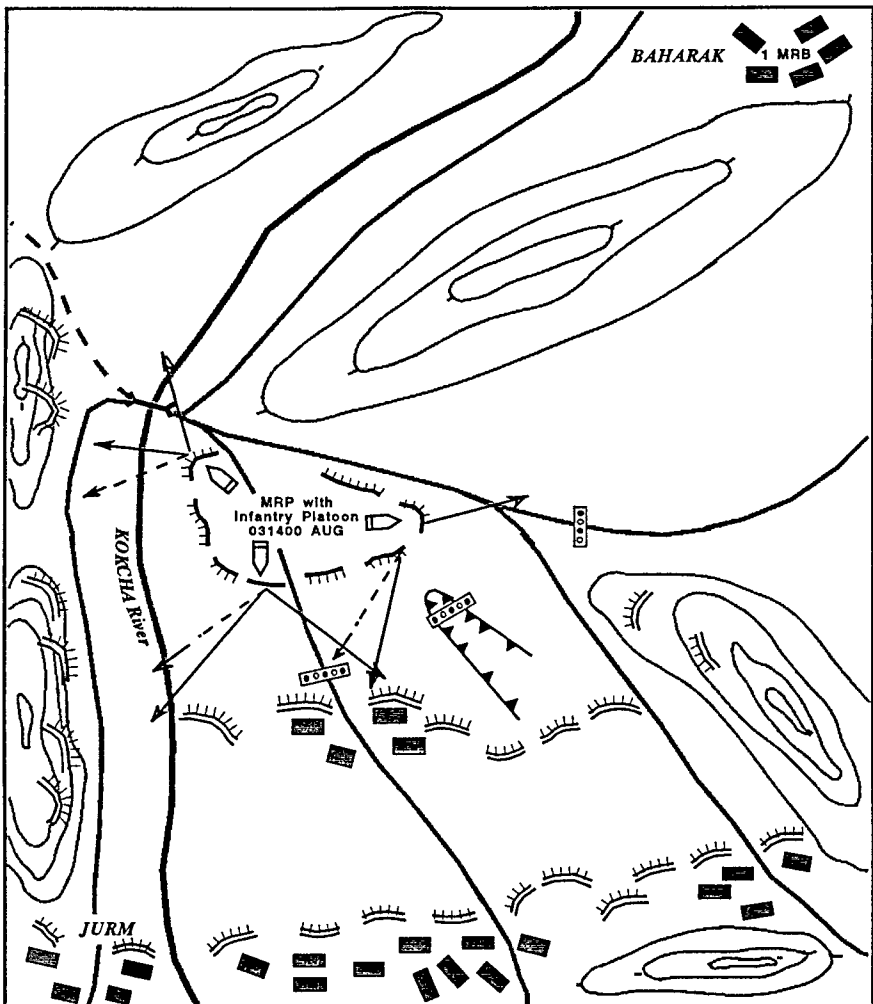 BAHARAK
1 MRB
MRP with
Infantry Platoon
031400 AUG
KOKCHA River
JURM